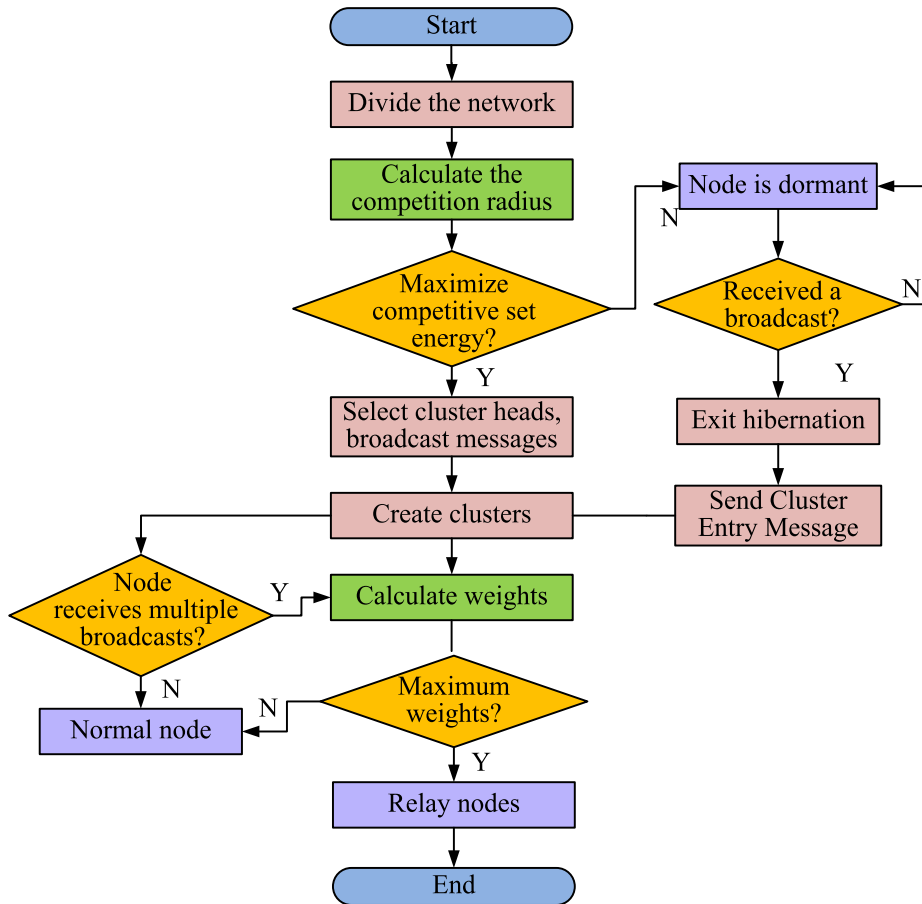 Start
Divide the network
Calculate the
competition radius
Node is dormant
N
Maximize
competitive set
energy?
Received a
broadcast?
N
Y
Y
Select cluster heads,
broadcast messages
Exit hibernation
Create clusters
Send Cluster
Entry Message
Node
receives multiple
broadcasts?
Y
Calculate weights
N
Maximum
weights?
N
Normal node
Y
Relay nodes
End